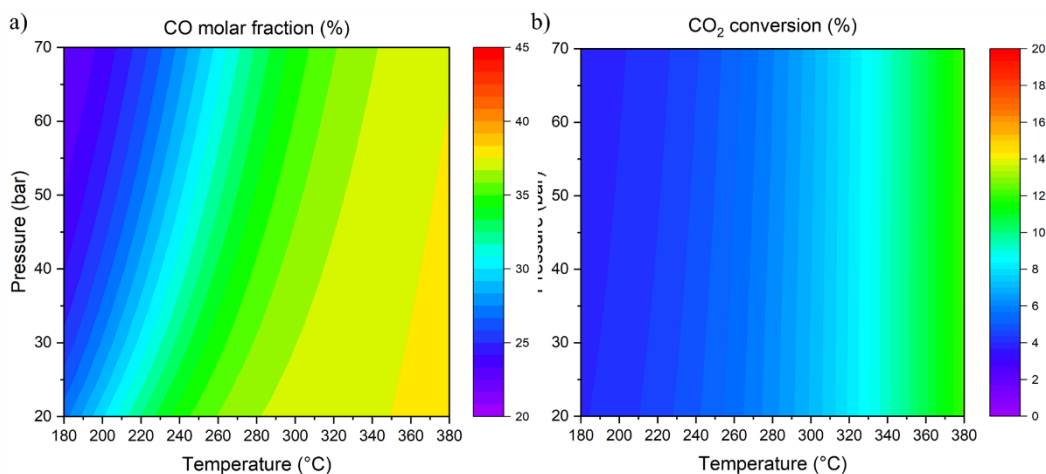 a)
CO molar fraction (%)
Pressure (bar)
70
60
50
40
30
20
180 200 220 240 260 280 300 320 340 360 380
Temperature (°C)
45
40
35
30
25
20
b)
CO₂ conversion (%)
Pressure (bar)
70
60
50
40
30
20
180 200 220 240 260 280 300 320 340 360 380
Temperature (°C)
20
18
16
14
12
10
8
6
4
2
0